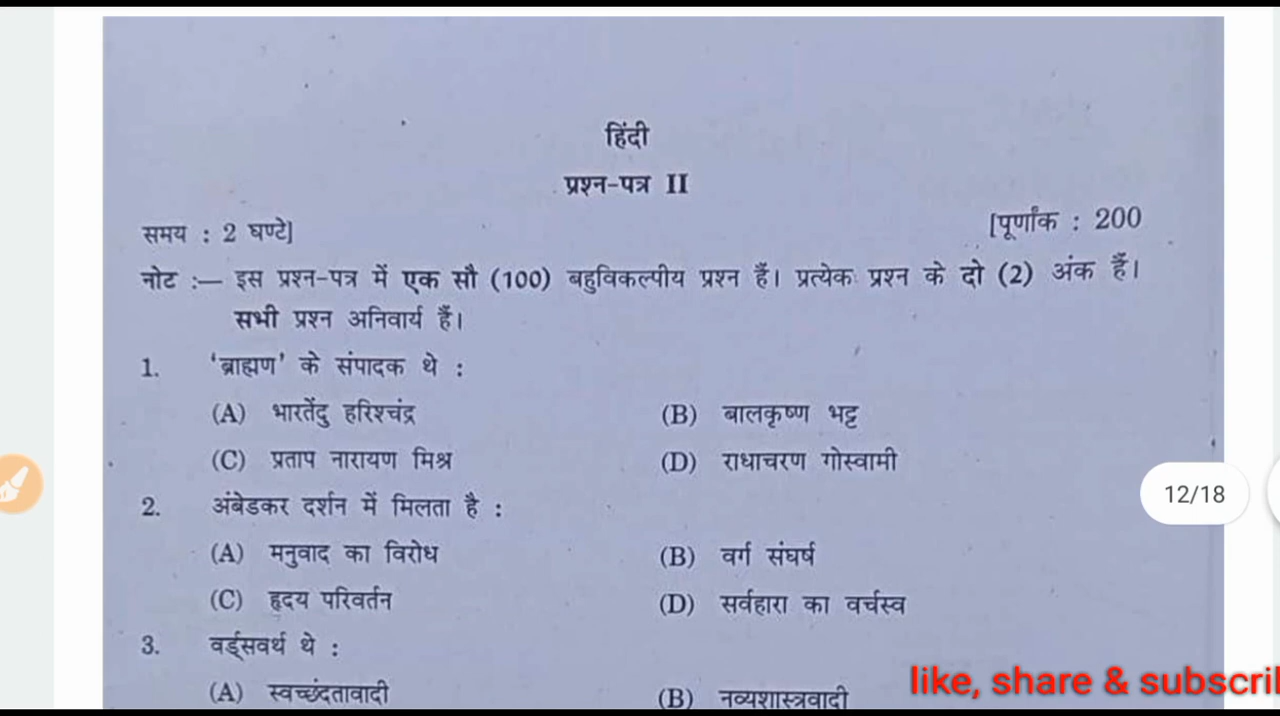 हिंदी
प्रश्न-पत्र II
समय : 2 घण्टे] [पूर्णांक : 200
नोट :— इस प्रश्न-पत्र में एक सौ (100) बहुविकल्पीय प्रश्न हैं। प्रत्येक प्रश्न के दो (2) अंक हैं।
सभी प्रश्न अनिवार्य हैं।
1. 'ब्राह्मण' के संपादक थे :
(A) भारतेंदु हरिश्चंद्र (B) बालकृष्ण भट्ट
(C) प्रताप नारायण मिश्र (D) राधाचरण गोस्वामी
12/18
2. अंबेडकर दर्शन में मिलता है :
(A) मनुवाद का विरोध (B) वर्ग संघर्ष
(C) हृदय परिवर्तन (D) सर्वहारा का वर्चस्व
3. वर्ड्सवर्थ थे :
(A) स्वच्छंदतावादी (B) नव्यशास्त्रवादी
like, share & subscri